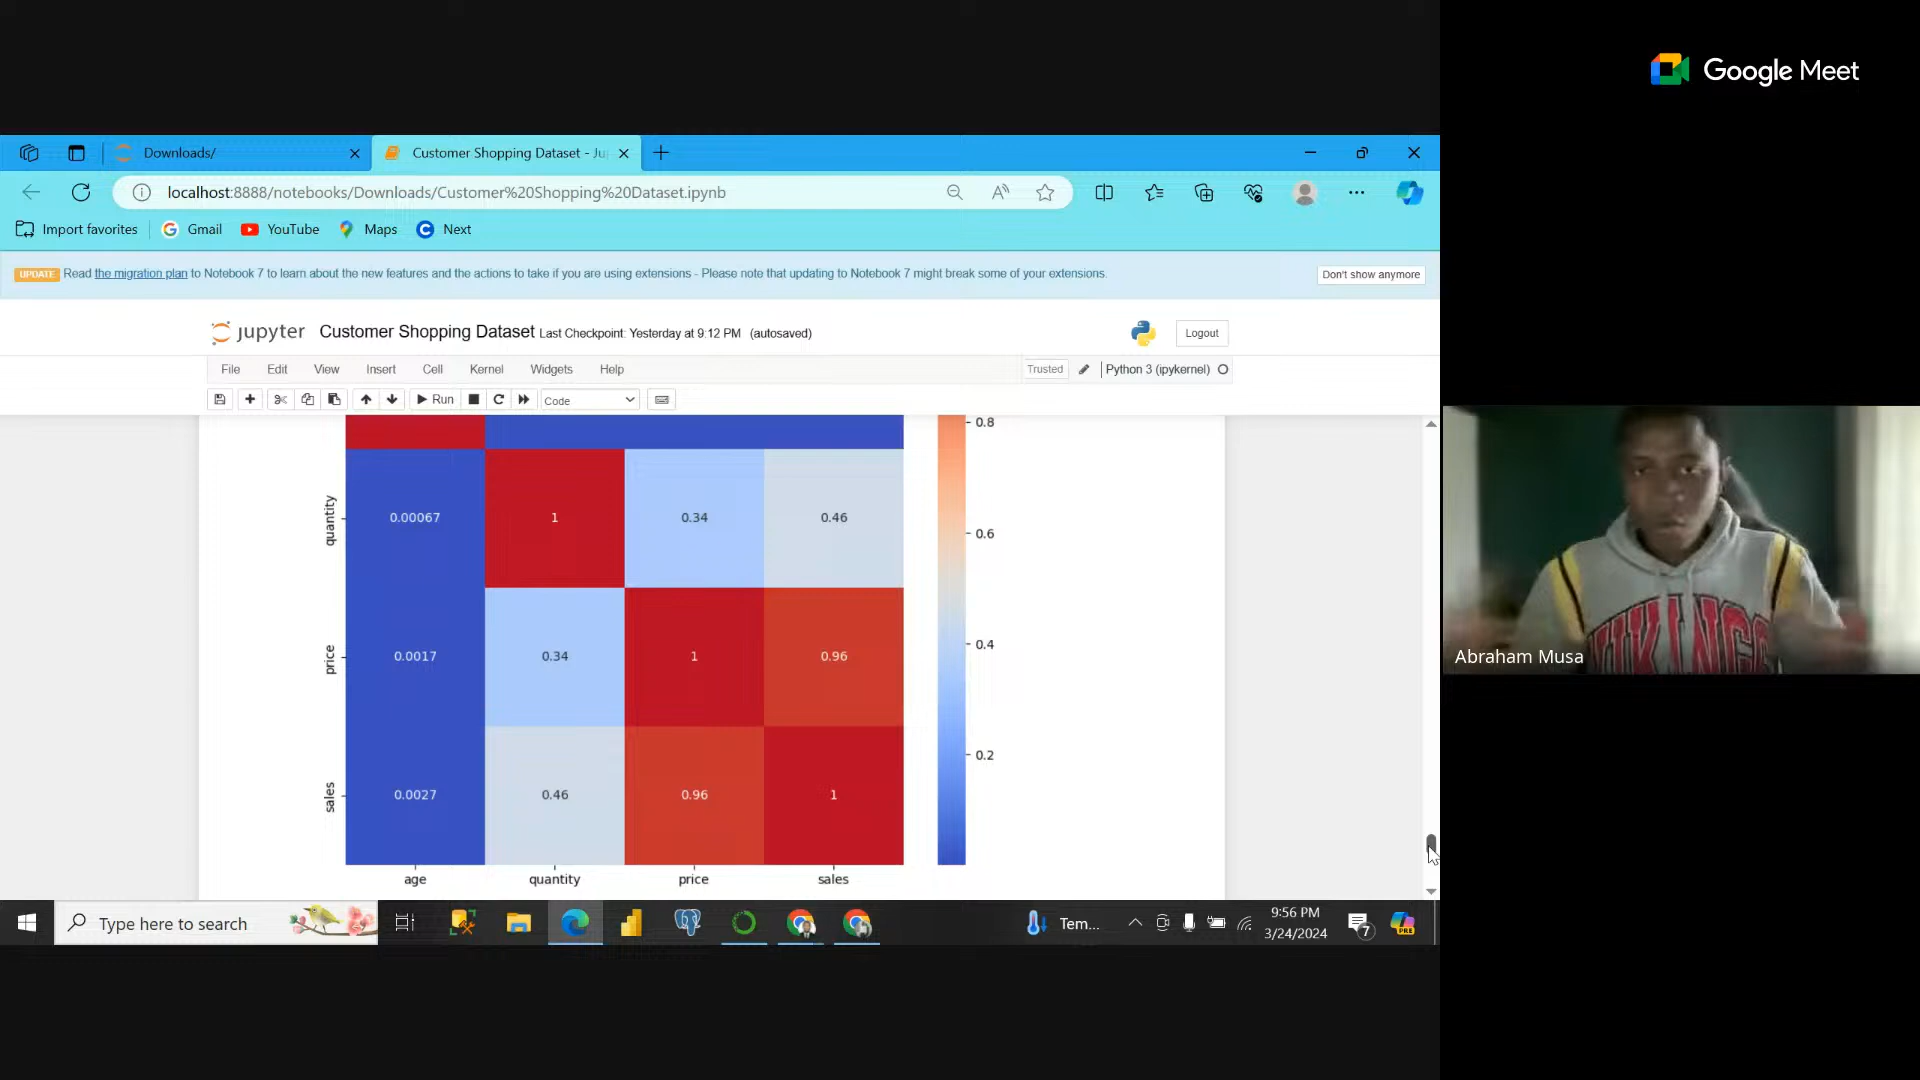 Google Meet
Downloads/
Customer Shopping Dataset - Ju
localhost:8888/notebooks/Downloads/Customer%20Shopping%20Dataset.ipynb
Import favorites
Gmail
YouTube
Maps
Next
UPDATE Read the migration plan to Notebook 7 to learn about the new features and the actions to take if you are using extensions - Please note that updating to Notebook 7 might break some of your extensions.
Don't show anymore
jupyter Customer Shopping Dataset Last Checkpoint: Yesterday at 9:12 PM (autosaved)
Logout
File Edit View Insert Cell Kernel Widgets Help
Trusted
Python 3 (ipykernel)
Run
Code
0.8
quantity
0.00067 1 0.34 0.46
0.6
price
0.0017 0.34 1 0.96
0.4
sales
0.0027 0.46 0.96 1
0.2
age quantity price sales
Abraham Musa
VIKINGS
Type here to search
Tem...
9:56 PM
3/24/2024
7
PRE